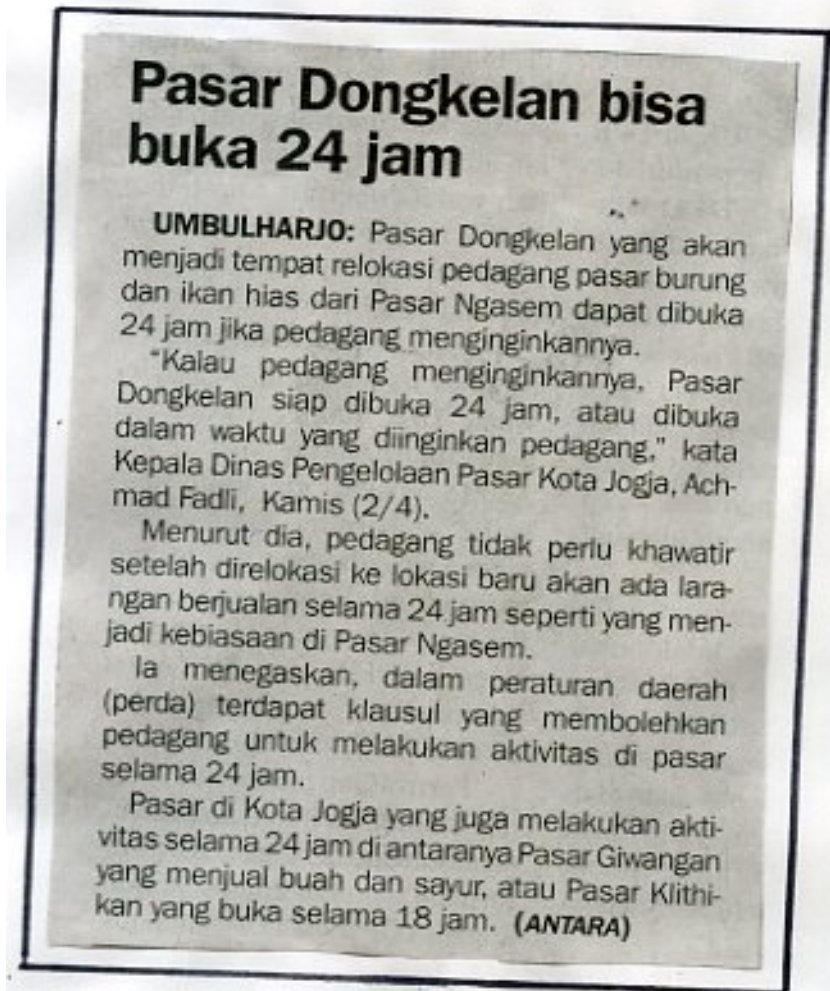 Pasar Dongkelan bisa
buka 24 jam
UMBULHARJO: Pasar Dongkelan yang akan
menjadi tempat relokasi pedagang pasar burung
dan ikan hias dari Pasar Ngasem dapat dibuka
24 jam jika pedagang menginginkannya.
"Kalau pedagang menginginkannya, Pasar
Dongkelan siap dibuka 24 jam, atau dibuka
dalam waktu yang diinginkan pedagang," kata
Kepala Dinas Pengelolaan Pasar Kota Jogja, Ach-
mad Fadli, Kamis (2/4).
Menurut dia, pedagang tidak perlu khawatir
setelah direlokasi ke lokasi baru akan ada lara-
ngan berjualan selama 24 jam seperti yang men-
jadi kebiasaan di Pasar Ngasem.
Ia menegaskan, dalam peraturan daerah
(perda) terdapat klausul yang membolehkan
pedagang untuk melakukan aktivitas di pasar
selama 24 jam.
Pasar di Kota Jogja yang juga melakukan akti-
vitas selama 24 jam di antaranya Pasar Giwangan
yang menjual buah dan sayur, atau Pasar Klithi-
kan yang buka selama 18 jam. (ANTARA)